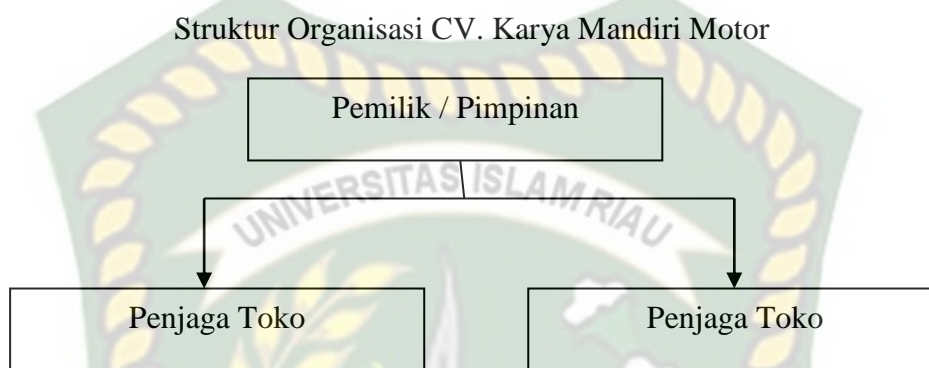 Struktur Organisasi CV. Karya Mandiri Motor
Pemilik / Pimpinan
UNIVERSITAS ISLAM RIAU
Penjaga Toko
Penjaga Toko